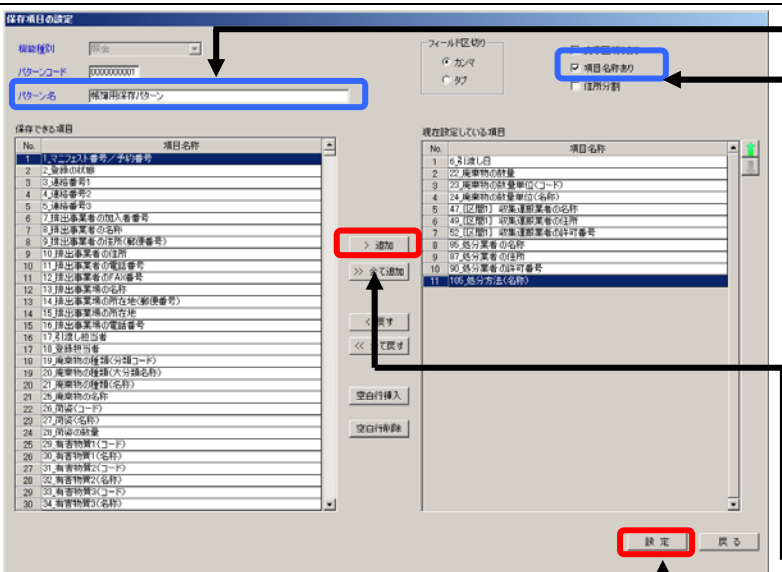 保存項目の設定
機能種別 照会
パターンコード 0000000001
パターン名 帳簿用保存パターン
フィールド区切り
カンマ
タブ
項目名称あり
住所分割
保存できる項目
No. 項目名称
1 1_マニフェスト番号／予約番号
2 2_登録の状態
3 3_連絡番号1
4 4_連絡番号2
5 5_連絡番号3
6 7_排出事業者の加入者番号
7 8_排出事業者の名称
8 9_排出事業者の住所(郵便番号)
9 10_排出事業者の住所
10 11_排出事業者の電話番号
11 12_排出事業者のFAX番号
12 13_排出事業場の名称
13 14_排出事業場の所在地(郵便番号)
14 15_排出事業場の所在地
15 16_排出事業場の電話番号
16 17_引渡し担当者
17 18_登録担当者
18 19_廃棄物の種類(分類コード)
19 20_廃棄物の種類(大分類名称)
20 21_廃棄物の種類(名称)
21 25_廃棄物の名称
22 26_荷姿(コード)
23 27_荷姿(名称)
24 28_荷姿の数量
25 29_有害物質1(コード)
26 30_有害物質1(名称)
27 31_有害物質2(コード)
28 32_有害物質2(名称)
29 33_有害物質3(コード)
30 34_有害物質3(名称)
> 追加
>> 全て追加
< 戻す
<< 全て戻す
空白行挿入
空白行削除
現在設定している項目
No. 項目名称
1 6_引渡し日
2 22_廃棄物の数量
3 23_廃棄物の数量単位(コード)
4 24_廃棄物の数量単位(名称)
5 47_[区間1] 収集運搬業者の名称
6 49_[区間1] 収集運搬業者の住所
7 52_[区間1] 収集運搬業者の許可番号
8 85_処分業者の名称
9 87_処分業者の住所
10 90_処分業者の許可番号
11 105_処分方法(名称)
設 定
戻 る